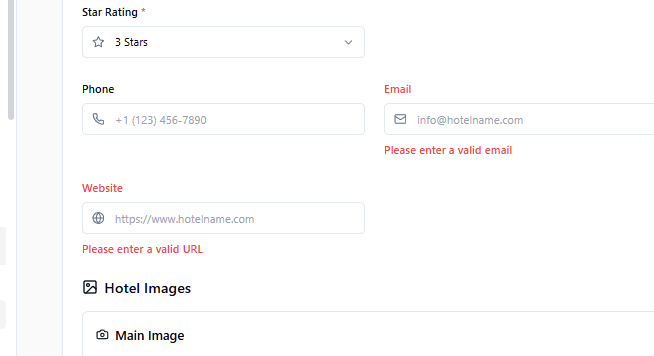 Star Rating *
3 Stars
Phone
Email
+1 (123) 456-7890
info@hotelname.com
Please enter a valid email
Website
https://www.hotelname.com
Please enter a valid URL
Hotel Images
Main Image